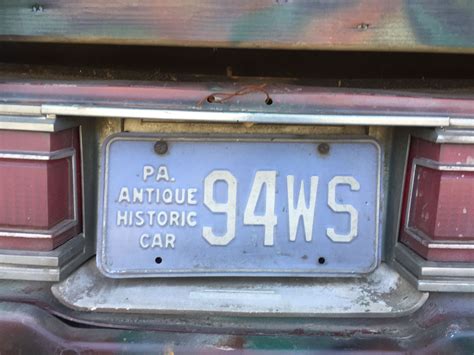 PA.
ANTIQUE
HISTORIC
CAR
94WS